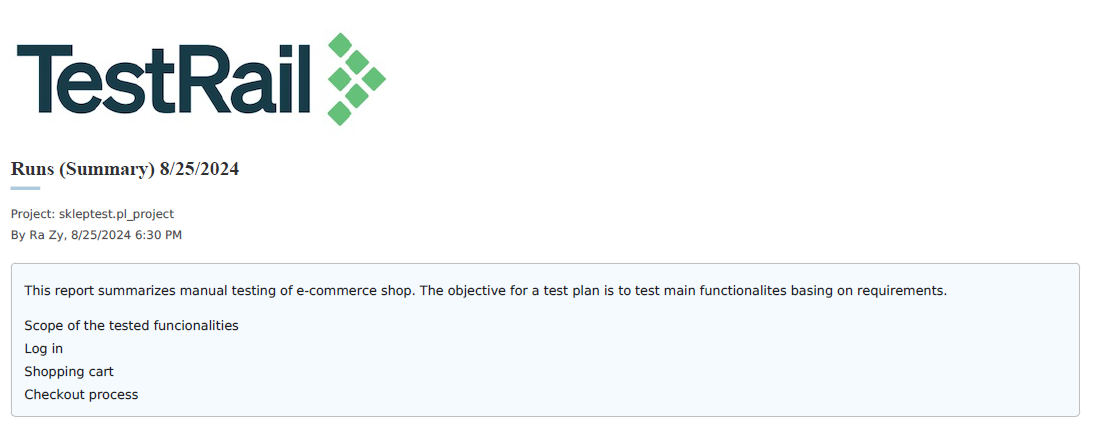 TestRail
Runs (Summary) 8/25/2024
Project: skleptest.pl_project
By Ra Zy, 8/25/2024 6:30 PM
This report summarizes manual testing of e-commerce shop. The objective for a test plan is to test main functionalites basing on requirements.
Scope of the tested funcionalities
Log in
Shopping cart
Checkout process